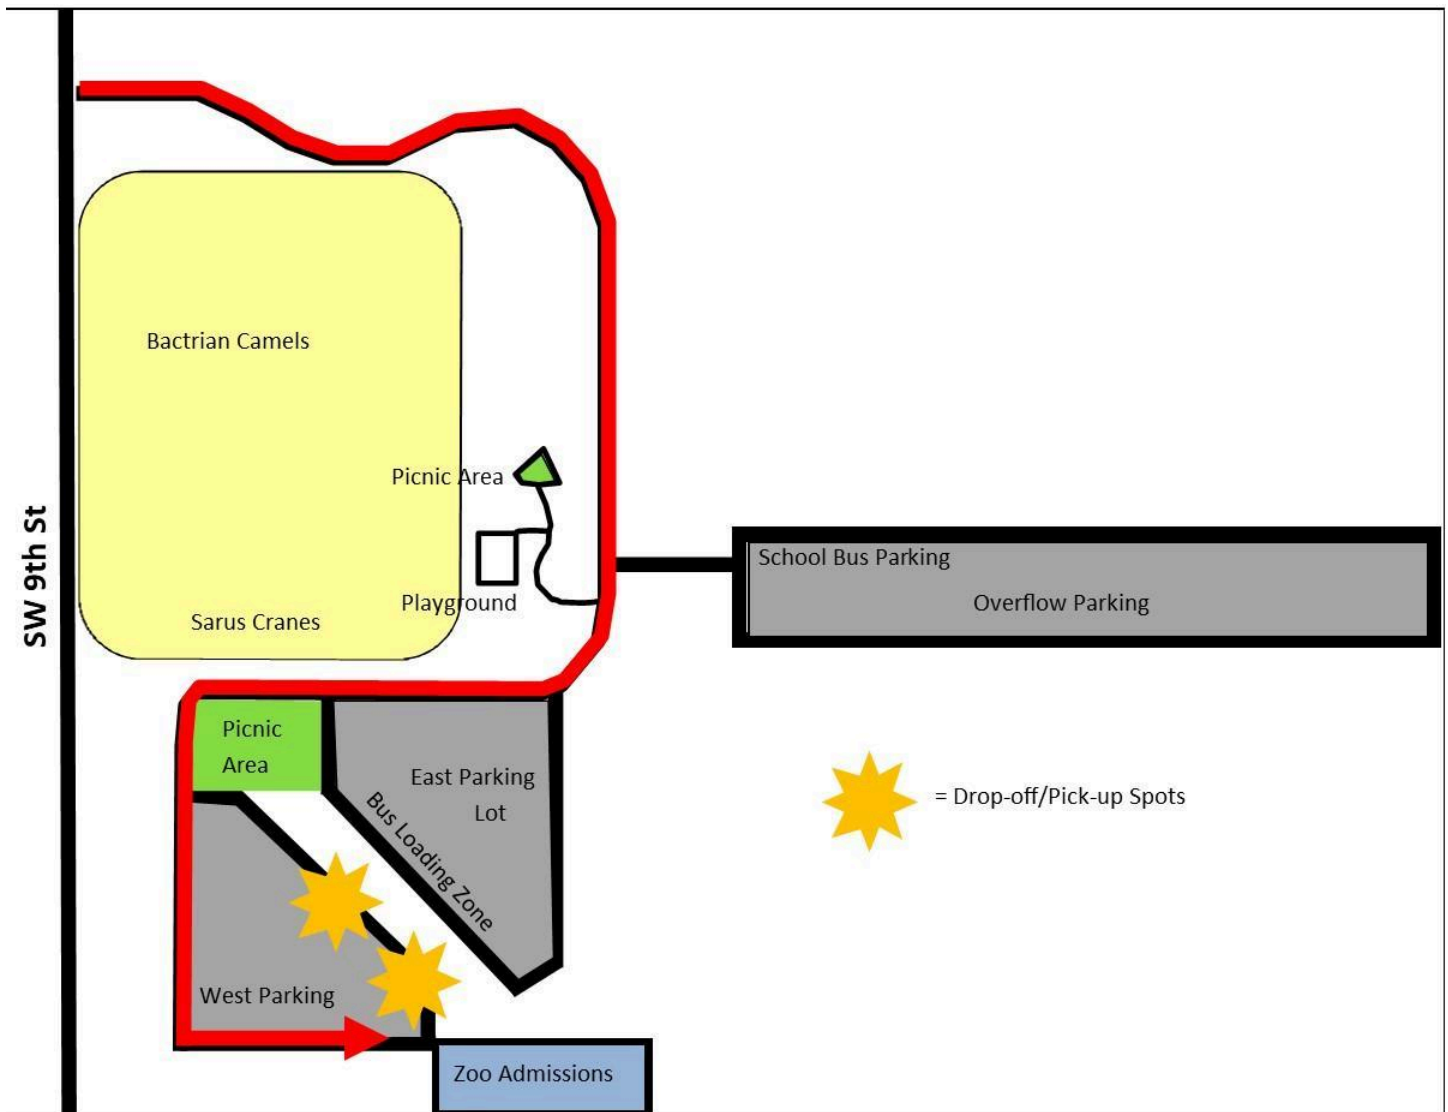 SW 9th St
Bactrian Camels
Picnic Area
School Bus Parking
Overflow Parking
Playground
Sarus Cranes
Picnic
Area
East Parking
Lot
Bus Loading Zone
= Drop-off/Pick-up Spots
West Parking
Zoo Admissions